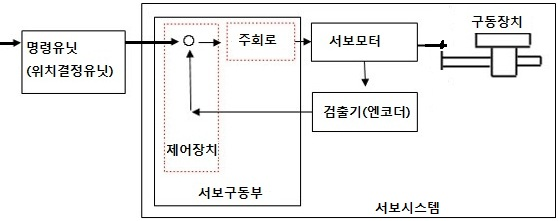 구동장치
명령유닛
(위치결정유닛)
주회로
서보모터
검출기(엔코더)
제어장치
서보구동부
서보시스템